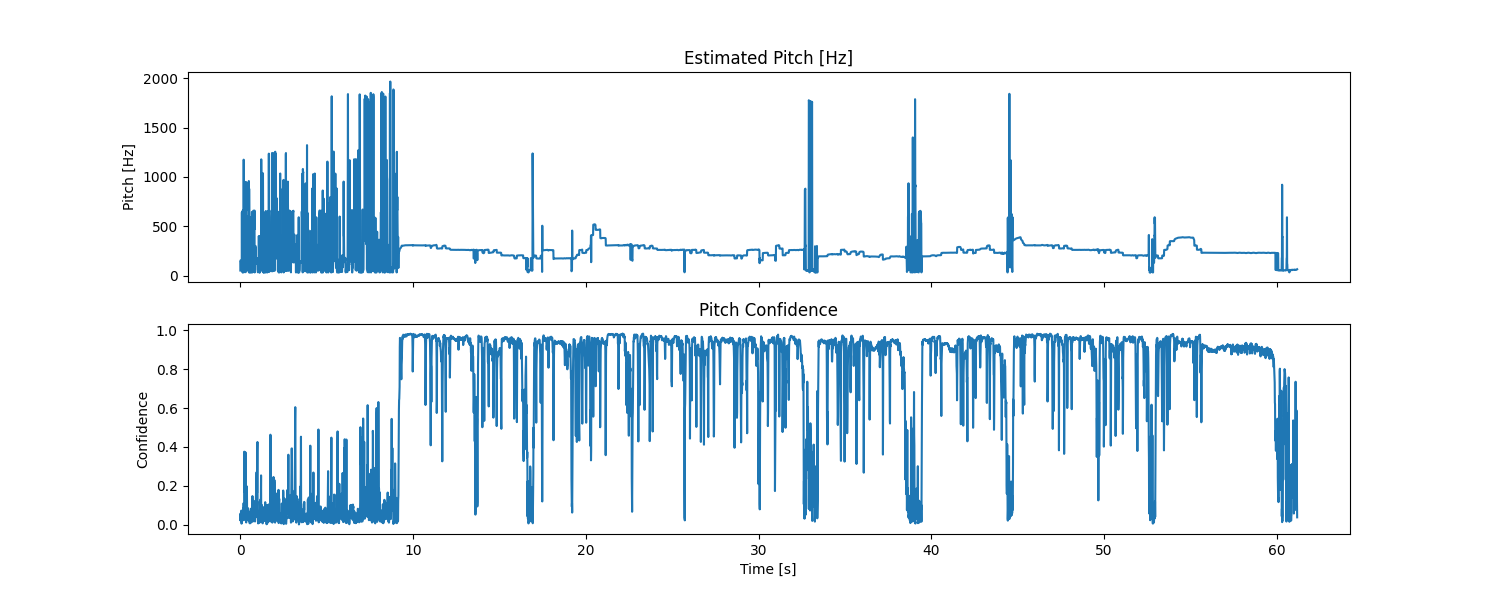 Estimated Pitch [Hz]
2000
1500
1000
500
0
Pitch [Hz]
Pitch Confidence
1.0
0.8
0.6
0.4
0.2
0.0
Confidence
0 10 20 30 40 50 60
Time [s]